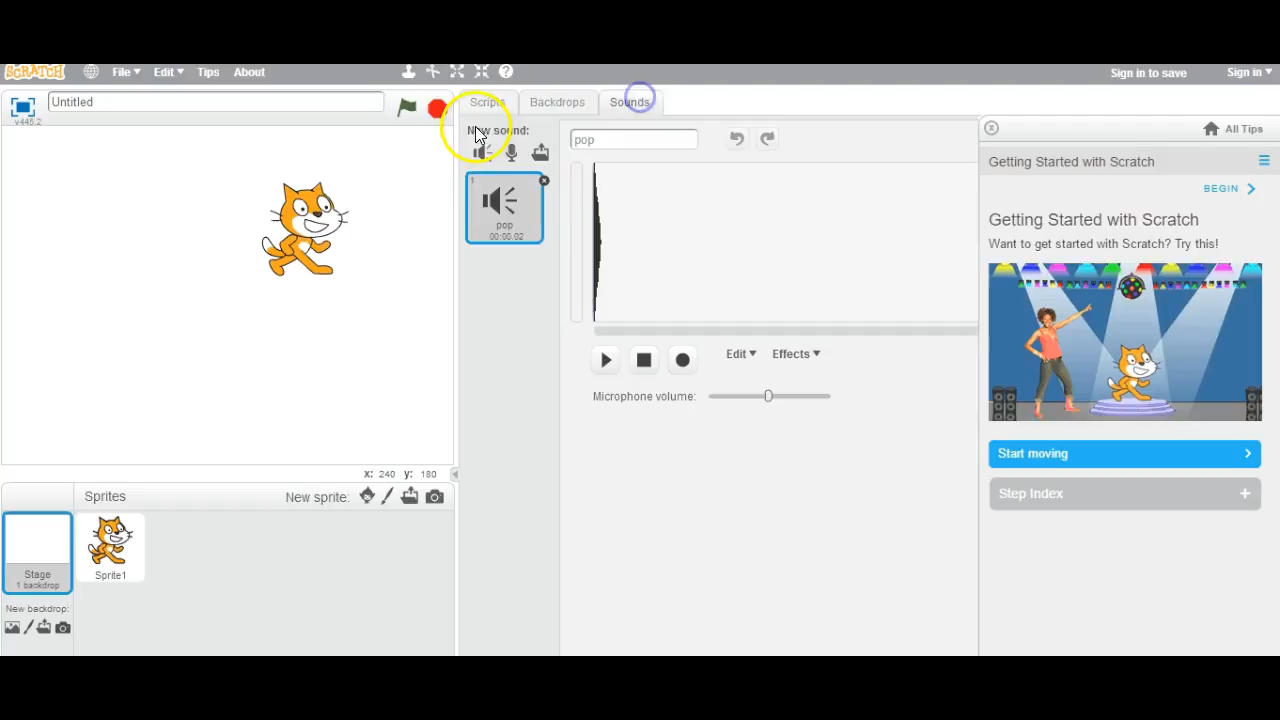 SCRATCH
File Edit Tips About
Sign in to save Sign in
Untitled
v445.2
Scripts Backdrops Sounds
New sound:
pop
1
pop
00:00.02
Edit Effects
Microphone volume:
All Tips
Getting Started with Scratch
BEGIN
Getting Started with Scratch
Want to get started with Scratch? Try this!
Start moving
Step Index
x: 240 y: 180
Sprites New sprite:
Stage
1 backdrop
Sprite1
New backdrop: